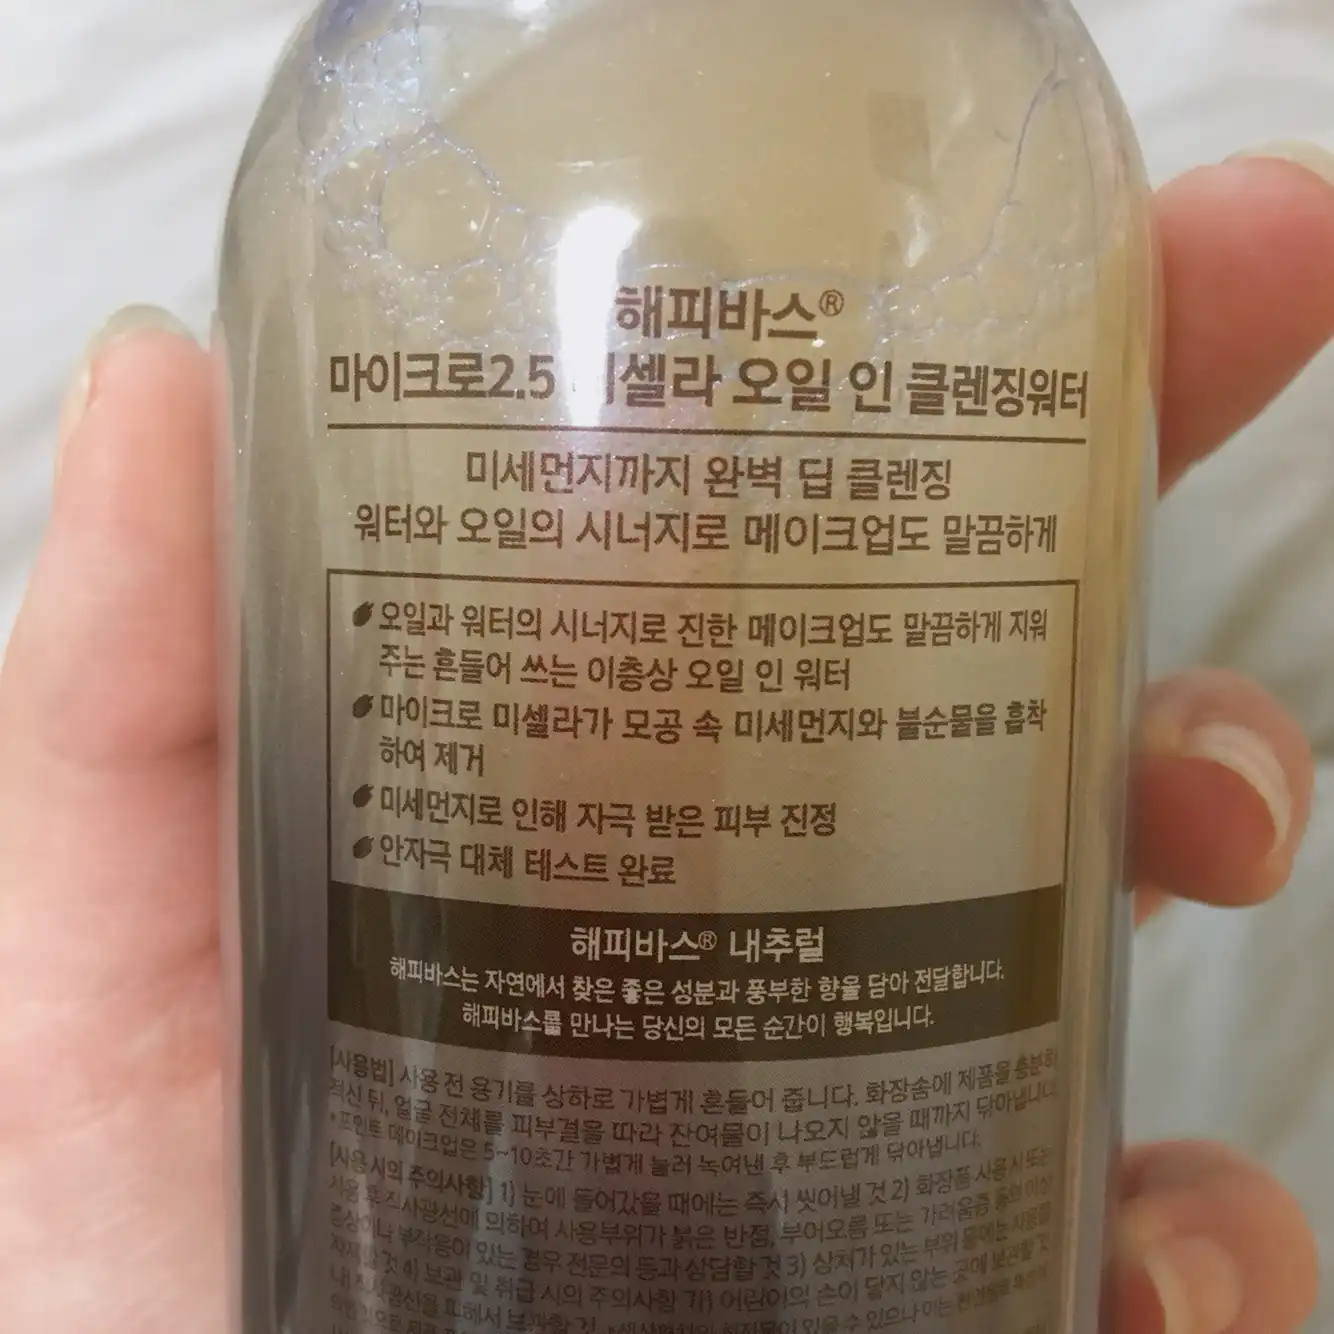 해피바스®
마이크로2.5 미셀라 오일 인 클렌징워터
미세먼지까지 완벽 딥 클렌징
워터와 오일의 시너지로 메이크업도 말끔하게
오일과 워터의 시너지로 진한 메이크업도 말끔하게 지워
주는 흔들어 쓰는 이층상 오일 인 워터
마이크로 미셀라가 모공 속 미세먼지와 불순물을 흡착
하여 제거
미세먼지로 인해 자극 받은 피부 진정
안자극 대체 테스트 완료
해피바스® 내추럴
해피바스는 자연에서 찾은 좋은 성분과 풍부한 향을 담아 전달합니다.
해피바스를 만나는 당신의 모든 순간이 행복입니다.
[사용법] 사용 전 용기를 상하로 가볍게 흔들어 줍니다. 화장솜에 제품을 충분히
적신 뒤, 얼굴 전체를 피부결을 따라 잔여물이 나오지 않을 때까지 닦아냅니다.
*포인트 메이크업은 5~10초간 가볍게 눌러 녹여낸 후 부드럽게 닦아냅니다.
[사용 시의 주의사항] 1) 눈에 들어갔을 때에는 즉시 씻어낼 것 2) 화장품 사용 시 또는
사용 후 직사광선에 의하여 사용부위가 붉은 반점, 부어오름 또는 가려움증 등의 이상
증상이나 부작용이 있는 경우 전문의 등과 상담할 것 3) 상처가 있는 부위 등에는 사용을
자제할 것 4) 보관 및 취급 시의 주의사항 가) 어린이의 손이 닿지 않는 곳에 보관할 것
나) 직사광선을 피해서 보관할 것